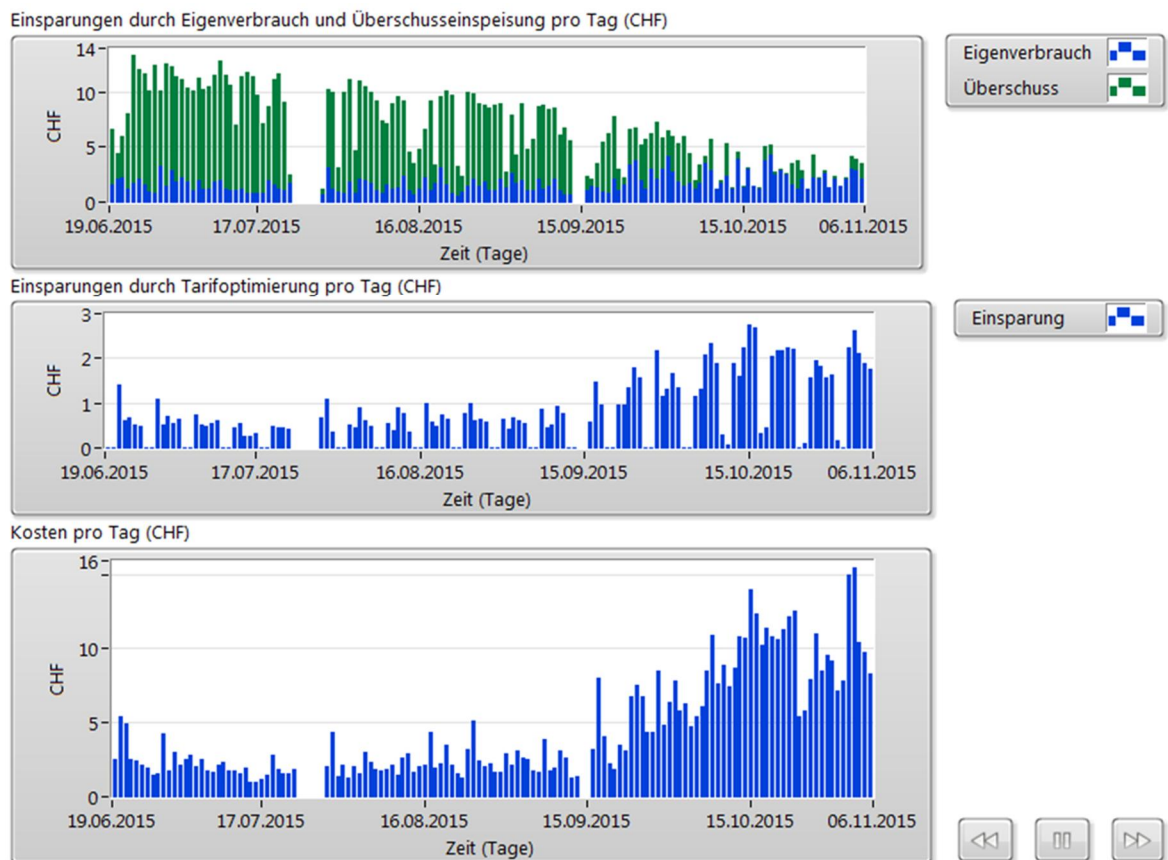 Einsparungen durch Eigenverbrauch und Überschusseinspeisung pro Tag (CHF)
14
10
5
0
CHF
19.06.2015 17.07.2015 16.08.2015 15.09.2015 15.10.2015 06.11.2015
Zeit (Tage)
Eigenverbrauch
Überschuss
Einsparungen durch Tarifoptimierung pro Tag (CHF)
3
2
1
0
CHF
19.06.2015 17.07.2015 16.08.2015 15.09.2015 15.10.2015 06.11.2015
Zeit (Tage)
Einsparung
Kosten pro Tag (CHF)
16
10
5
0
CHF
19.06.2015 17.07.2015 16.08.2015 15.09.2015 15.10.2015 06.11.2015
Zeit (Tage)